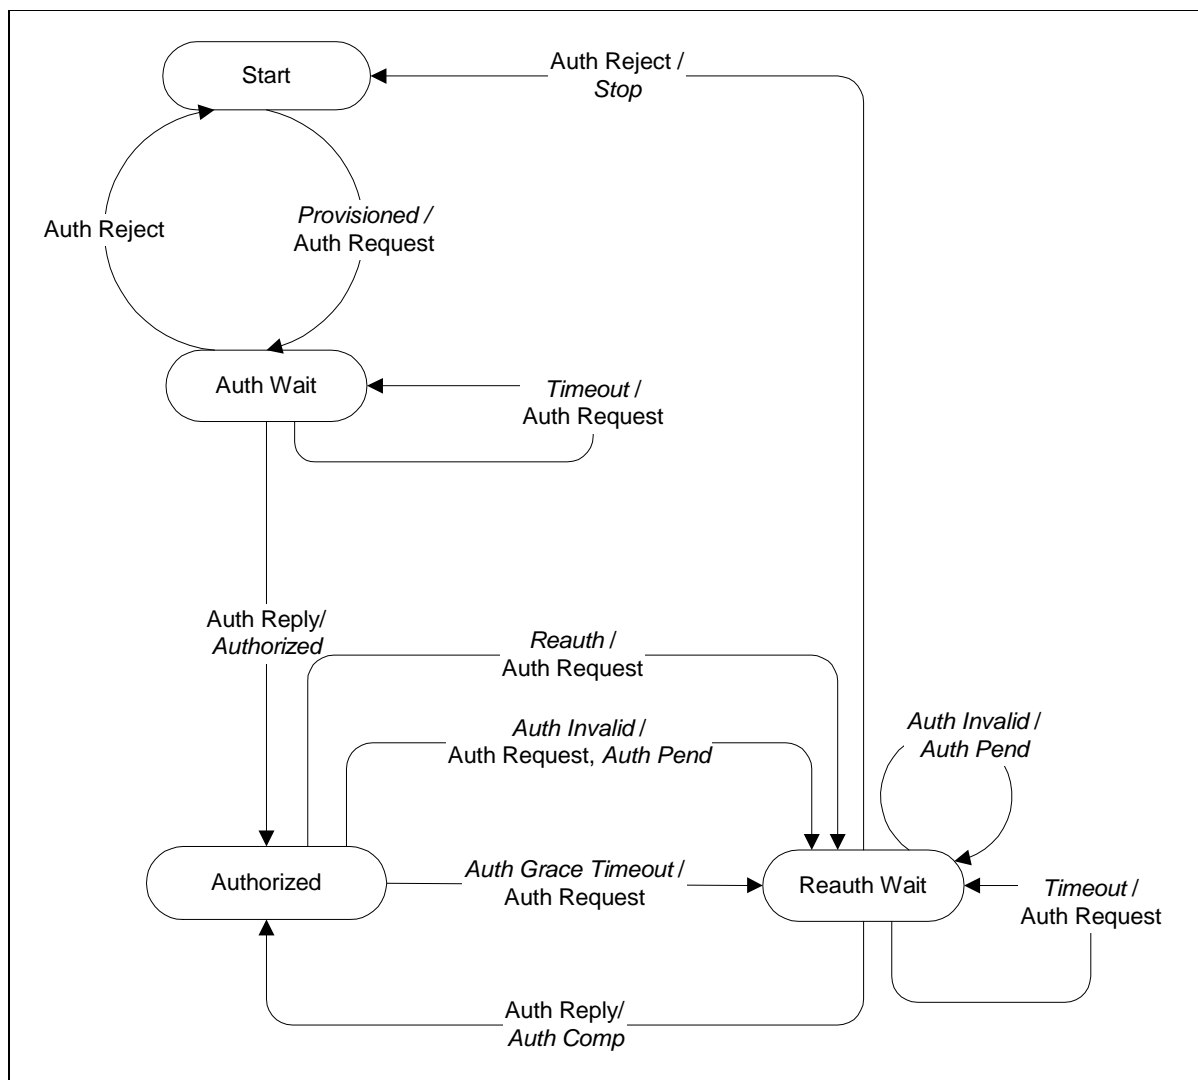 Start
Auth Reject /
Stop
Auth Reject
Provisioned /
Auth Request
Auth Wait
Timeout /
Auth Request
Auth Reply/
Authorized
Reauth /
Auth Request
Auth Invalid /
Auth Request, Auth Pend
Auth Invalid /
Auth Pend
Authorized
Auth Grace Timeout /
Auth Request
Reauth Wait
Timeout /
Auth Request
Auth Reply/
Auth Comp